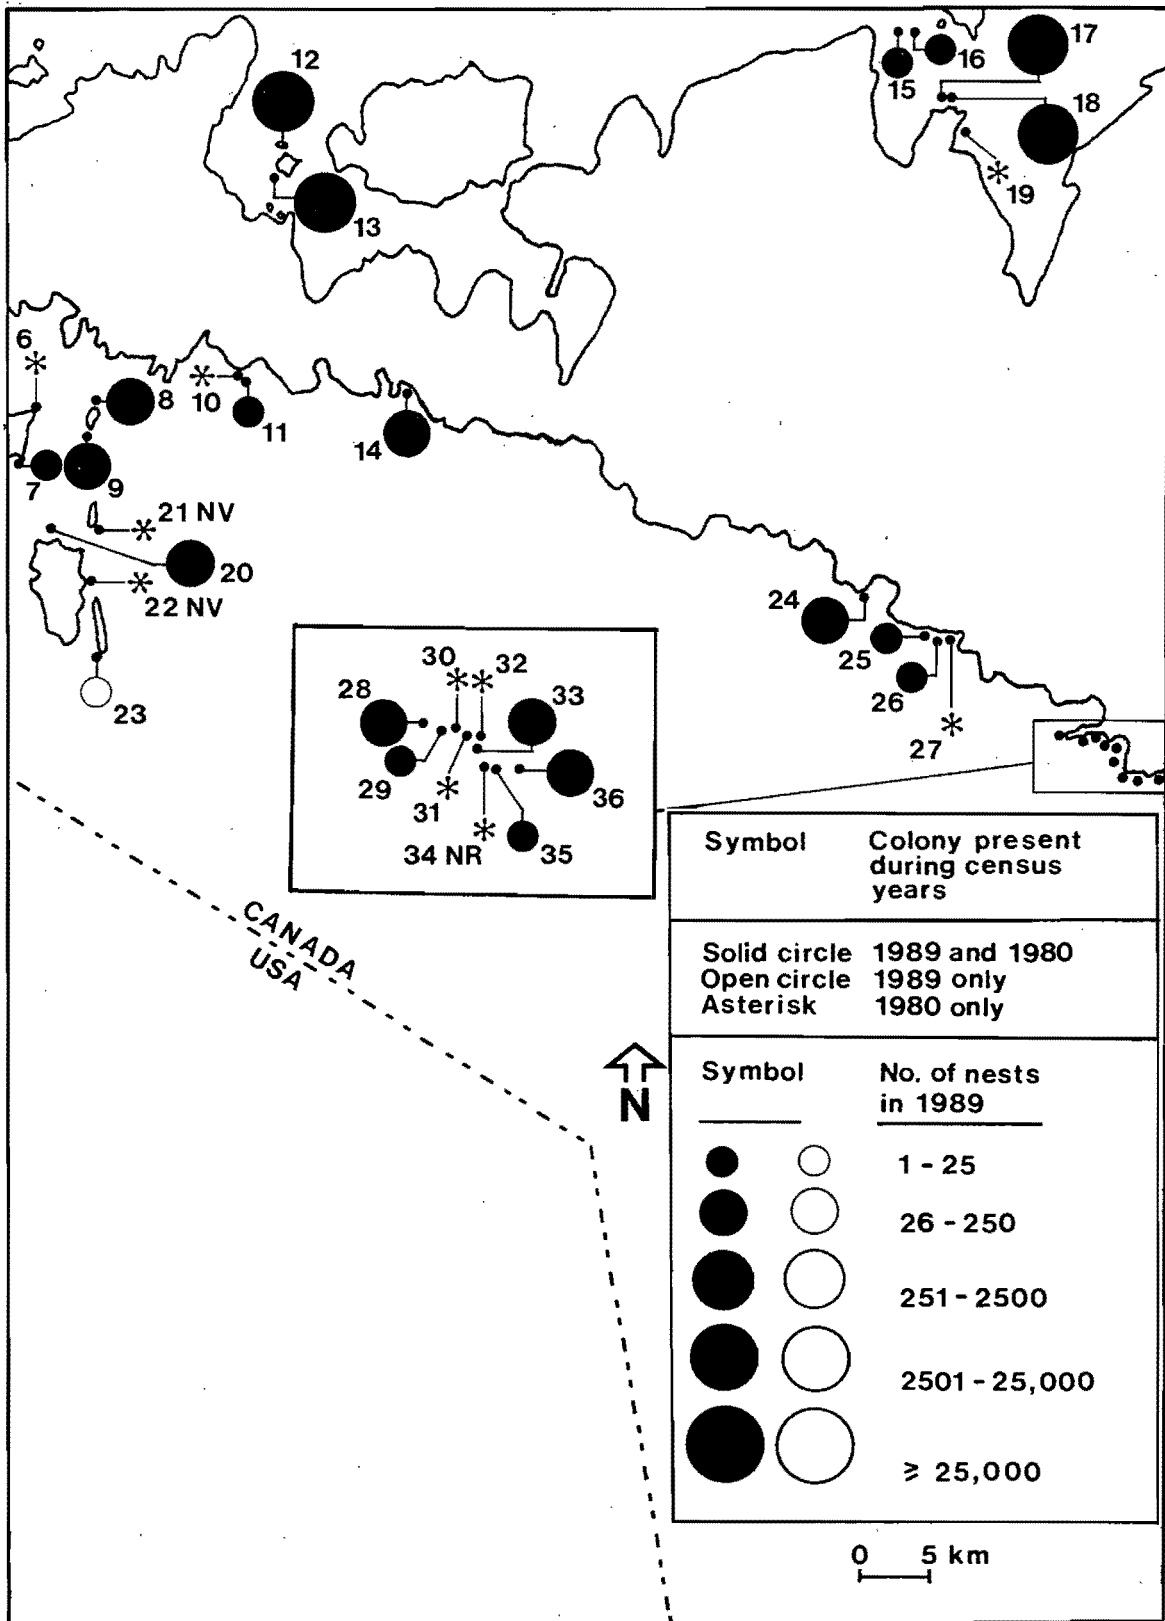 12
17
16
15
18
19
13
6
8
10
11
14
7
9
21 NV
20
22 NV
23
24
25
26
27
30
32
28
33
29
31
36
34 NR
35
CANADA
USA
N
Symbol Colony present
during census
years
Solid circle 1989 and 1980
Open circle 1989 only
Asterisk 1980 only
Symbol No. of nests
in 1989
1 - 25
26 - 250
251 - 2500
2501 - 25,000
≥ 25,000
0 5 km